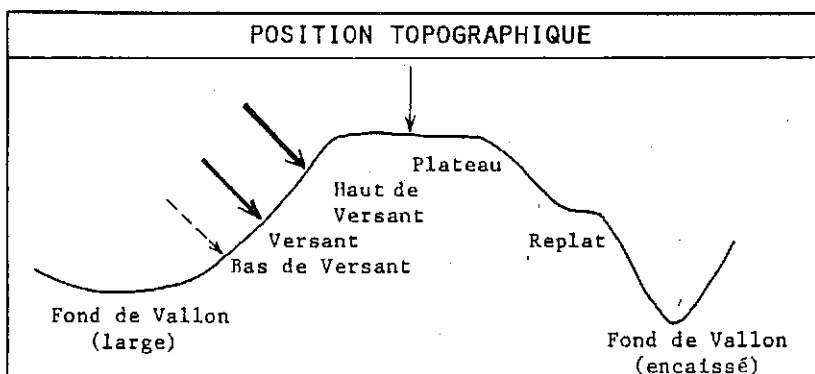 POSITION TOPOGRAPHIQUE
Plateau
Haut de
Versant
Versant
Bas de Versant
Replat
Fond de Vallon
(large)
Fond de Vallon
(encaissé)